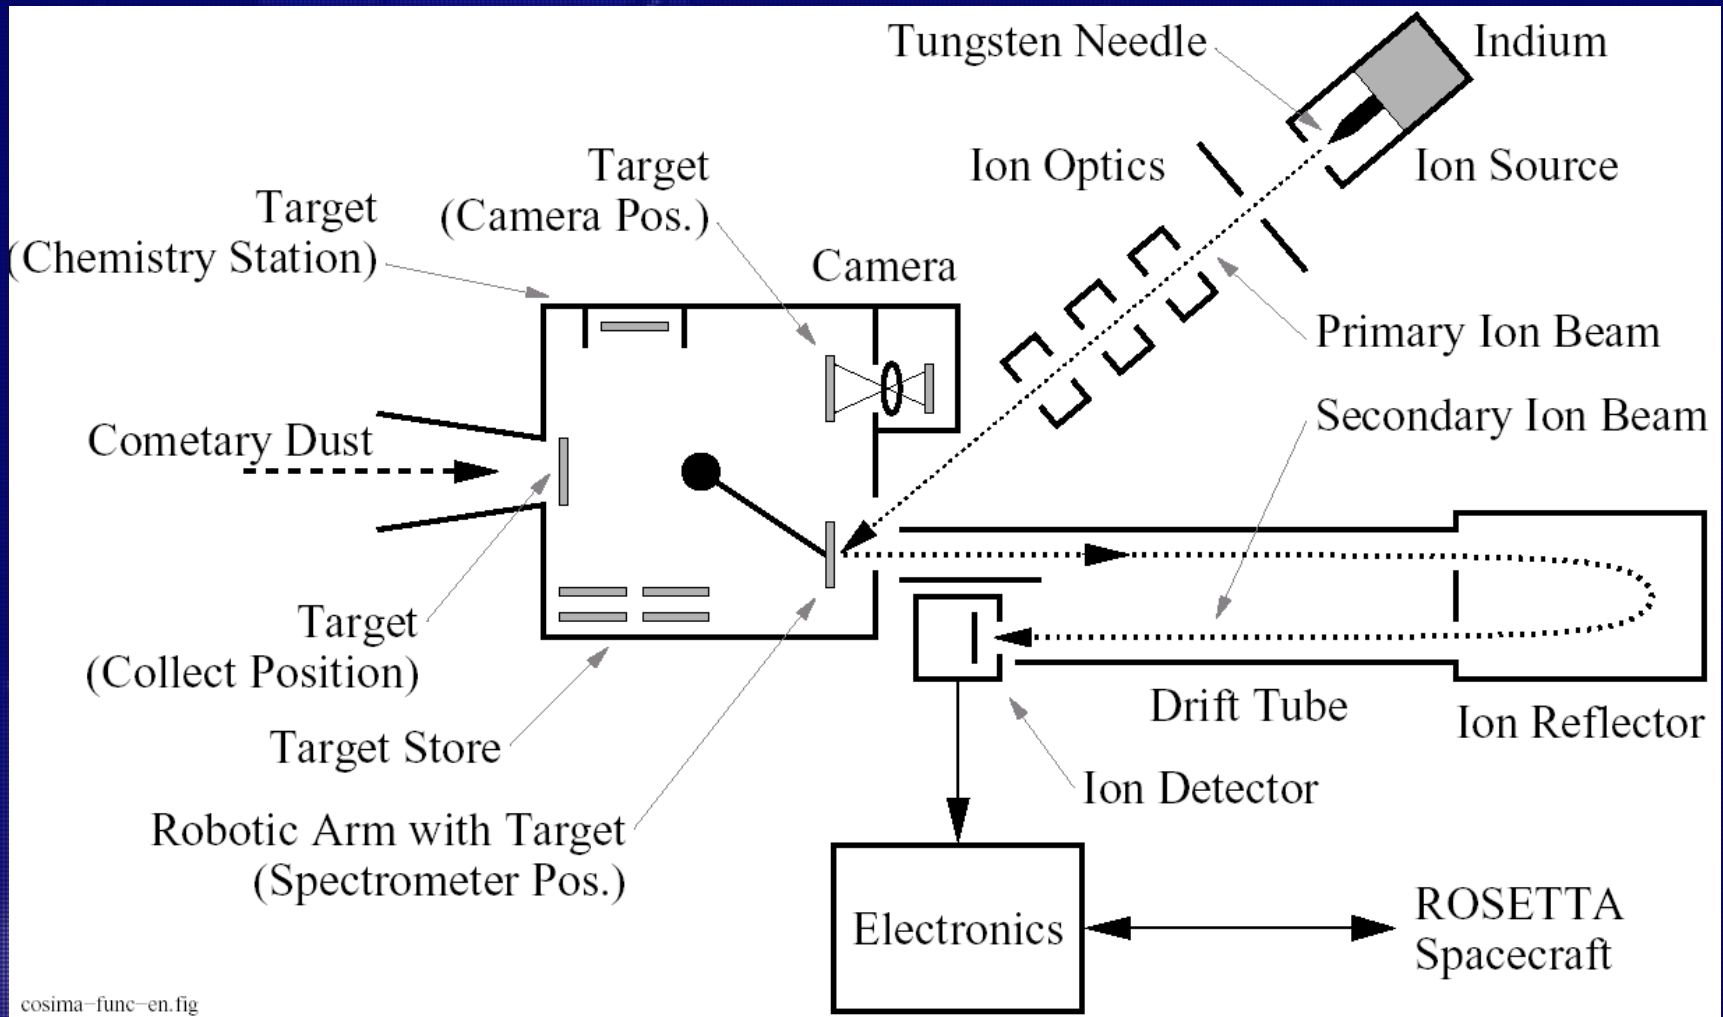 Tungsten Needle
Indium
Ion Optics
Ion Source
Target
(Camera Pos.)
Target
(Chemistry Station)
Camera
Primary Ion Beam
Secondary Ion Beam
Cometary Dust
Target
(Collect Position)
Target Store
Drift Tube
Ion Reflector
Ion Detector
Robotic Arm with Target
(Spectrometer Pos.)
Electronics
ROSETTA
Spacecraft
cosima-func-en.fig